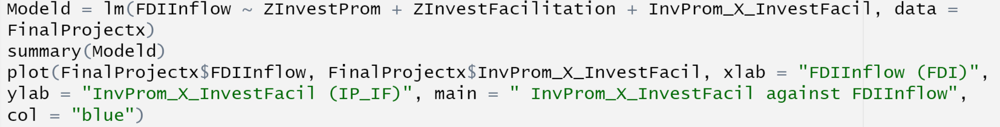 Modeld = lm(FDIInflow ~ ZInvestProm + ZInvestFacilitation + InvProm_X_InvestFacil, data =
FinalProjectx)
summary(Modeld)
plot(FinalProjectx$FDIInflow, FinalProjectx$InvProm_X_InvestFacil, xlab = "FDIInflow (FDI)",
ylab = "InvProm_X_InvestFacil (IP_IF)", main = " InvProm_X_InvestFacil against FDIInflow",
col = "blue")